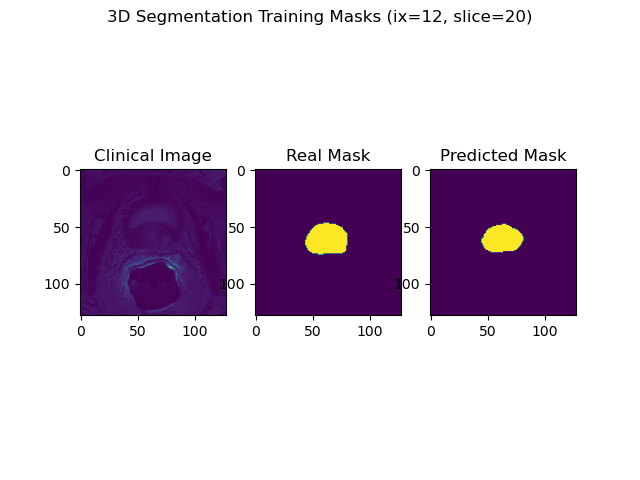 3D Segmentation Training Masks (ix=12, slice=20)
Clinical Image Real Mask Predicted Mask
0 0 0
50 50 50
100 100 100
0 50 100 0 50 100 0 50 100